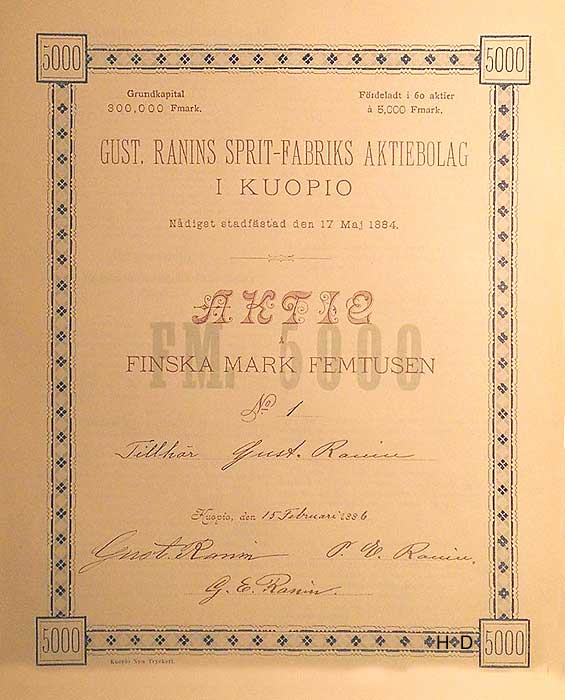 5000 5000
Grundkapital
300,000 Fmark.
Fördeladt i 60 aktier
à 5,000 Fmark.
GUST. RANINS SPRIT-FABRIKS AKTIEBOLAG
I KUOPIO
Nådigst stadfästad den 17 Maj 1884.
AKTIE
À
FM. 5000
FINSKA MARK FEMTUSEN
No 1
Tillhör Gust. Ranin
Kuopio, den 15 Februari 1886
Gust. Ranin P. E. Ranin.
G. E. Ranin.
H-D
5000 5000
Kuopio Nya Tryckeri.